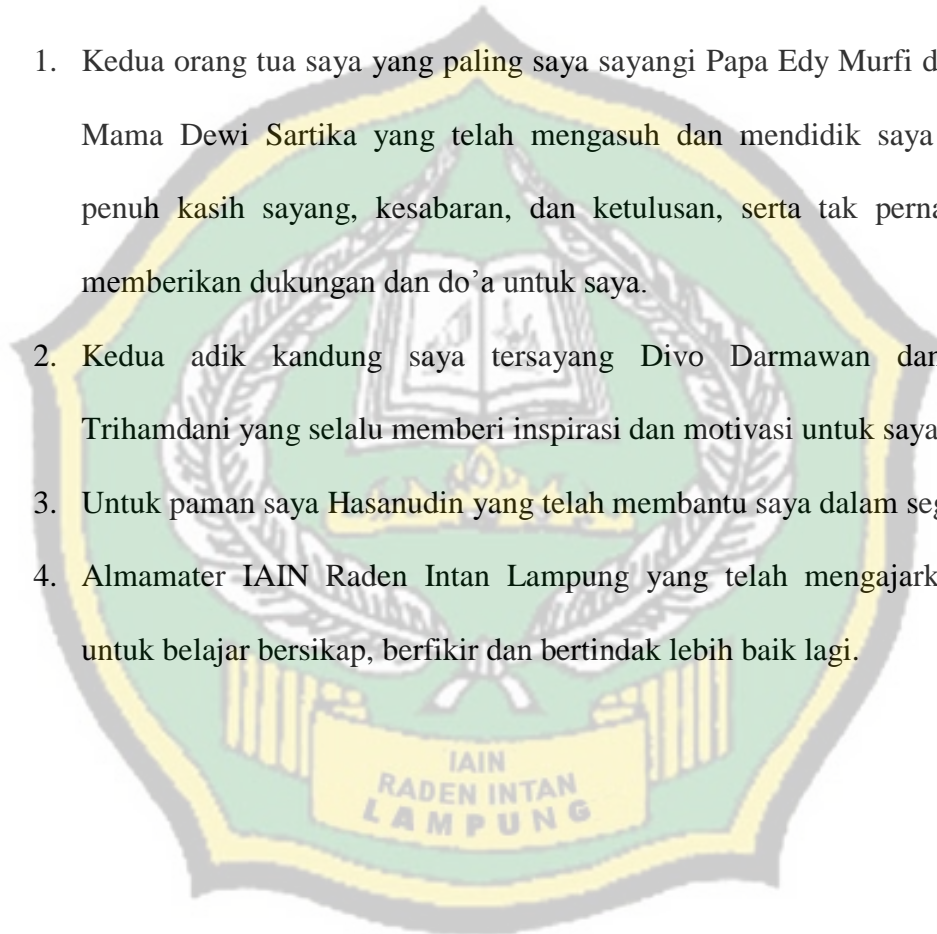 1. Kedua orang tua saya yang paling saya sayangi Papa Edy Murfi
Mama Dewi Sartika yang telah mengasuh dan mendidik saya
penuh kasih sayang, kesabaran, dan ketulusan, serta tak
memberikan dukungan dan do’a untuk saya.
2. Kedua adik kandung saya tersayang Divo Darmawan dan
Trihamdani yang selalu memberi inspirasi dan motivasi untuk saya
3. Untuk paman saya Hasanudin yang telah membantu saya dalam
4. Almamater IAIN Raden Intan Lampung yang telah
untuk belajar bersikap, berfikir dan bertindak lebih baik lagi.
IAIN
RADEN INTAN
LAMPUNG